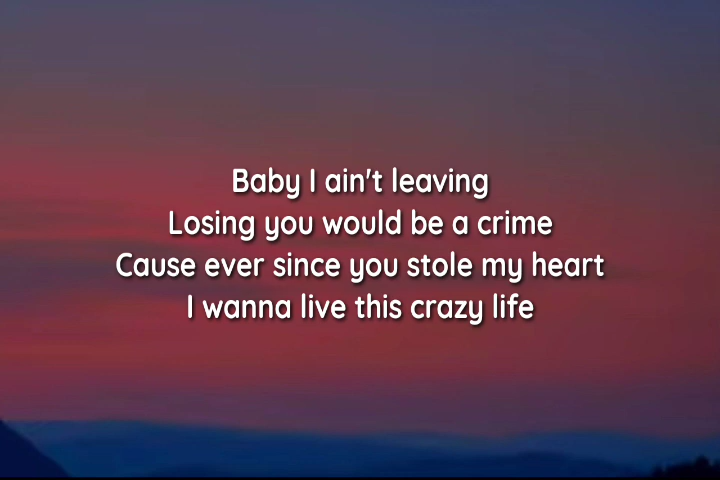 Baby I ain't leaving
Losing you would be a crime
Cause ever since you stole my heart
I wanna live this crazy life